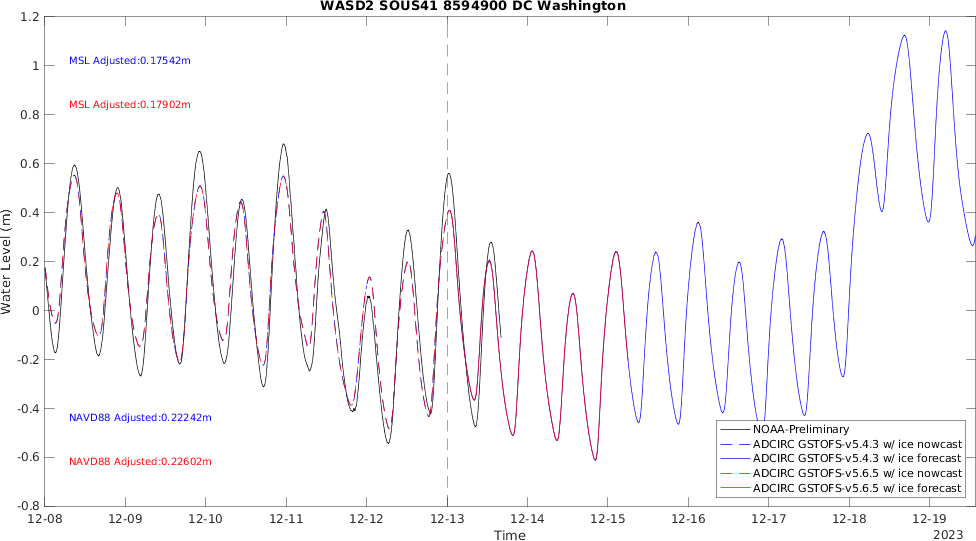 WASD2 SOUS41 8594900 DC Washington
1.2
1
0.8
0.6
0.4
0.2
0
-0.2
-0.4
-0.6
-0.8
Water Level (m)
MSL Adjusted:0.17542m
MSL Adjusted:0.17902m
NAVD88 Adjusted:0.22242m
NAVD88 Adjusted:0.22602m
NOAA-Preliminary
ADCIRC GSTOFS-v5.4.3 w/ ice nowcast
ADCIRC GSTOFS-v5.4.3 w/ ice forecast
ADCIRC GSTOFS-v5.6.5 w/ ice nowcast
ADCIRC GSTOFS-v5.6.5 w/ ice forecast
12-08 12-09 12-10 12-11 12-12 12-13 12-14 12-15 12-16 12-17 12-18 12-19
Time
2023